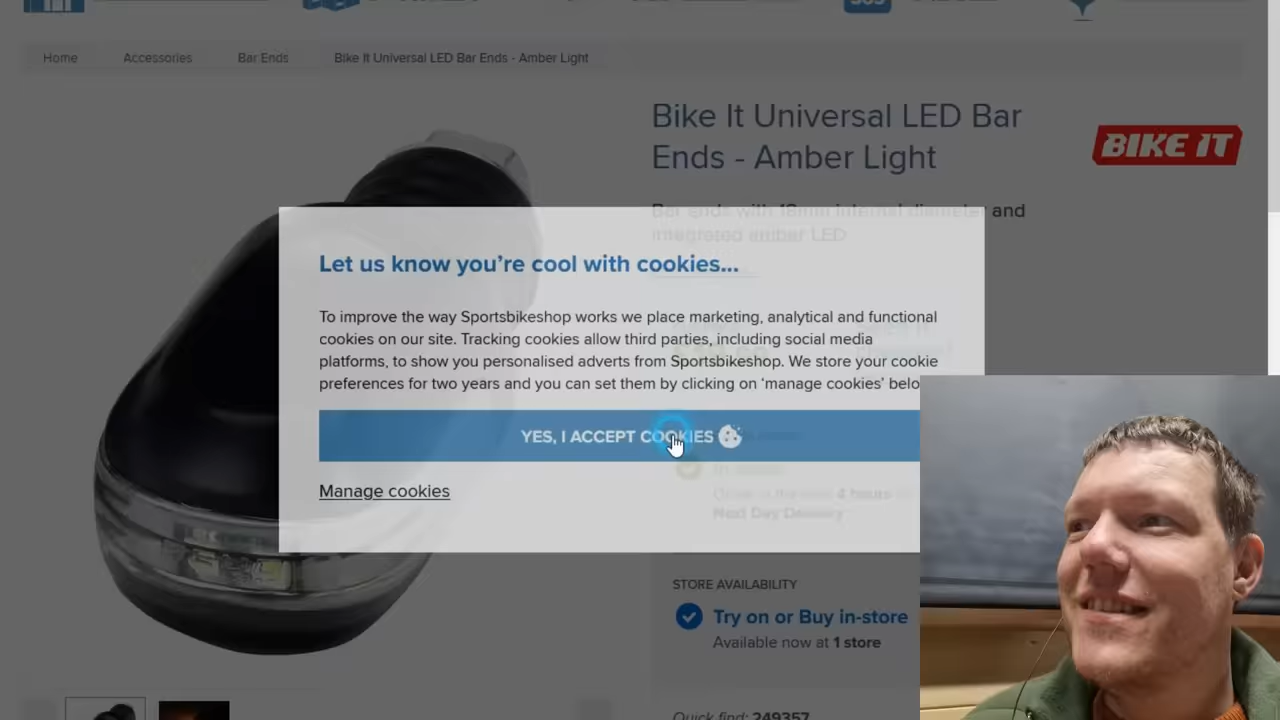 Home
Accessories
Bar Ends
Bike It Universal LED Bar Ends - Amber Light
Bike It Universal LED Bar
Ends - Amber Light
BIKE IT
Bar ends with 18mm internal diameter and
integrated amber LED
Let us know you’re cool with cookies...
To improve the way Sportsbikeshop works we place marketing, analytical and functional
cookies on our site. Tracking cookies allow third parties, including social media
platforms, to show you personalised adverts from Sportsbikeshop. We store your cookie
preferences for two years and you can set them by clicking on ‘manage cookies’ belo
YES, I ACCEPT COOKIES
Manage cookies
4 hours
Next Day Delivery
STORE AVAILABILITY
Try on or Buy in-store
Available now at 1 store
Quick find: 249357